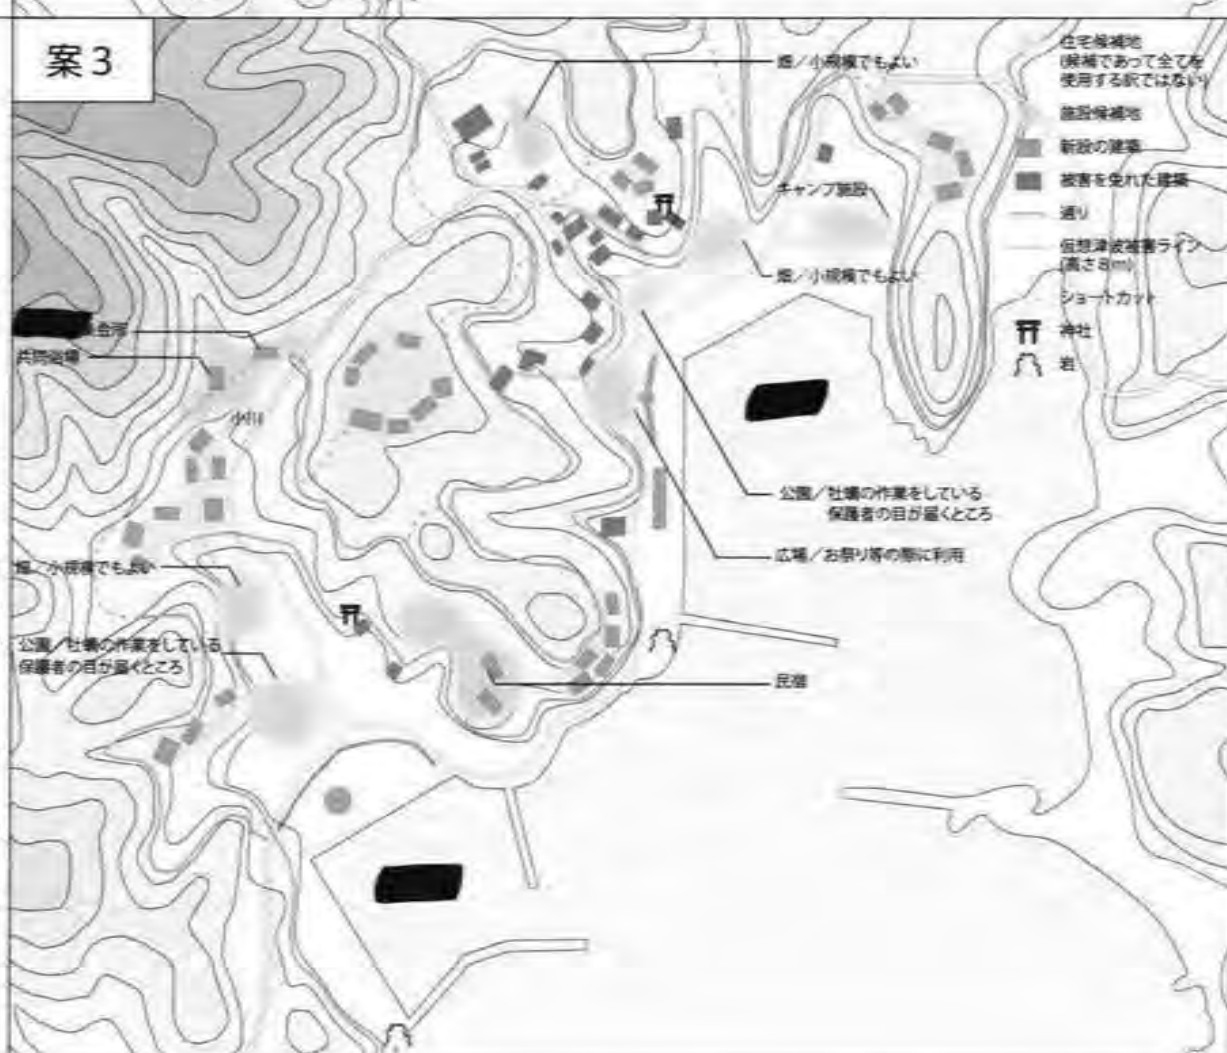 案3
畑／小規模でもよい
住宅候補地
(候補であって全てを
使用する訳ではない)
施設候補地
新設の建築
被害を免れた建築
通り
仮想津波被害ライン
(高さ8m)
ショートカット
神社
岩
キャンプ施設
畑／小規模でもよい
会所
共同浴場
小川
公園／牡蠣の作業をしている
保護者の目が届くところ
広場／お祭り等の際に利用
畑／小規模でもよい
公園／牡蠣の作業をしている
保護者の目が届くところ
民宿